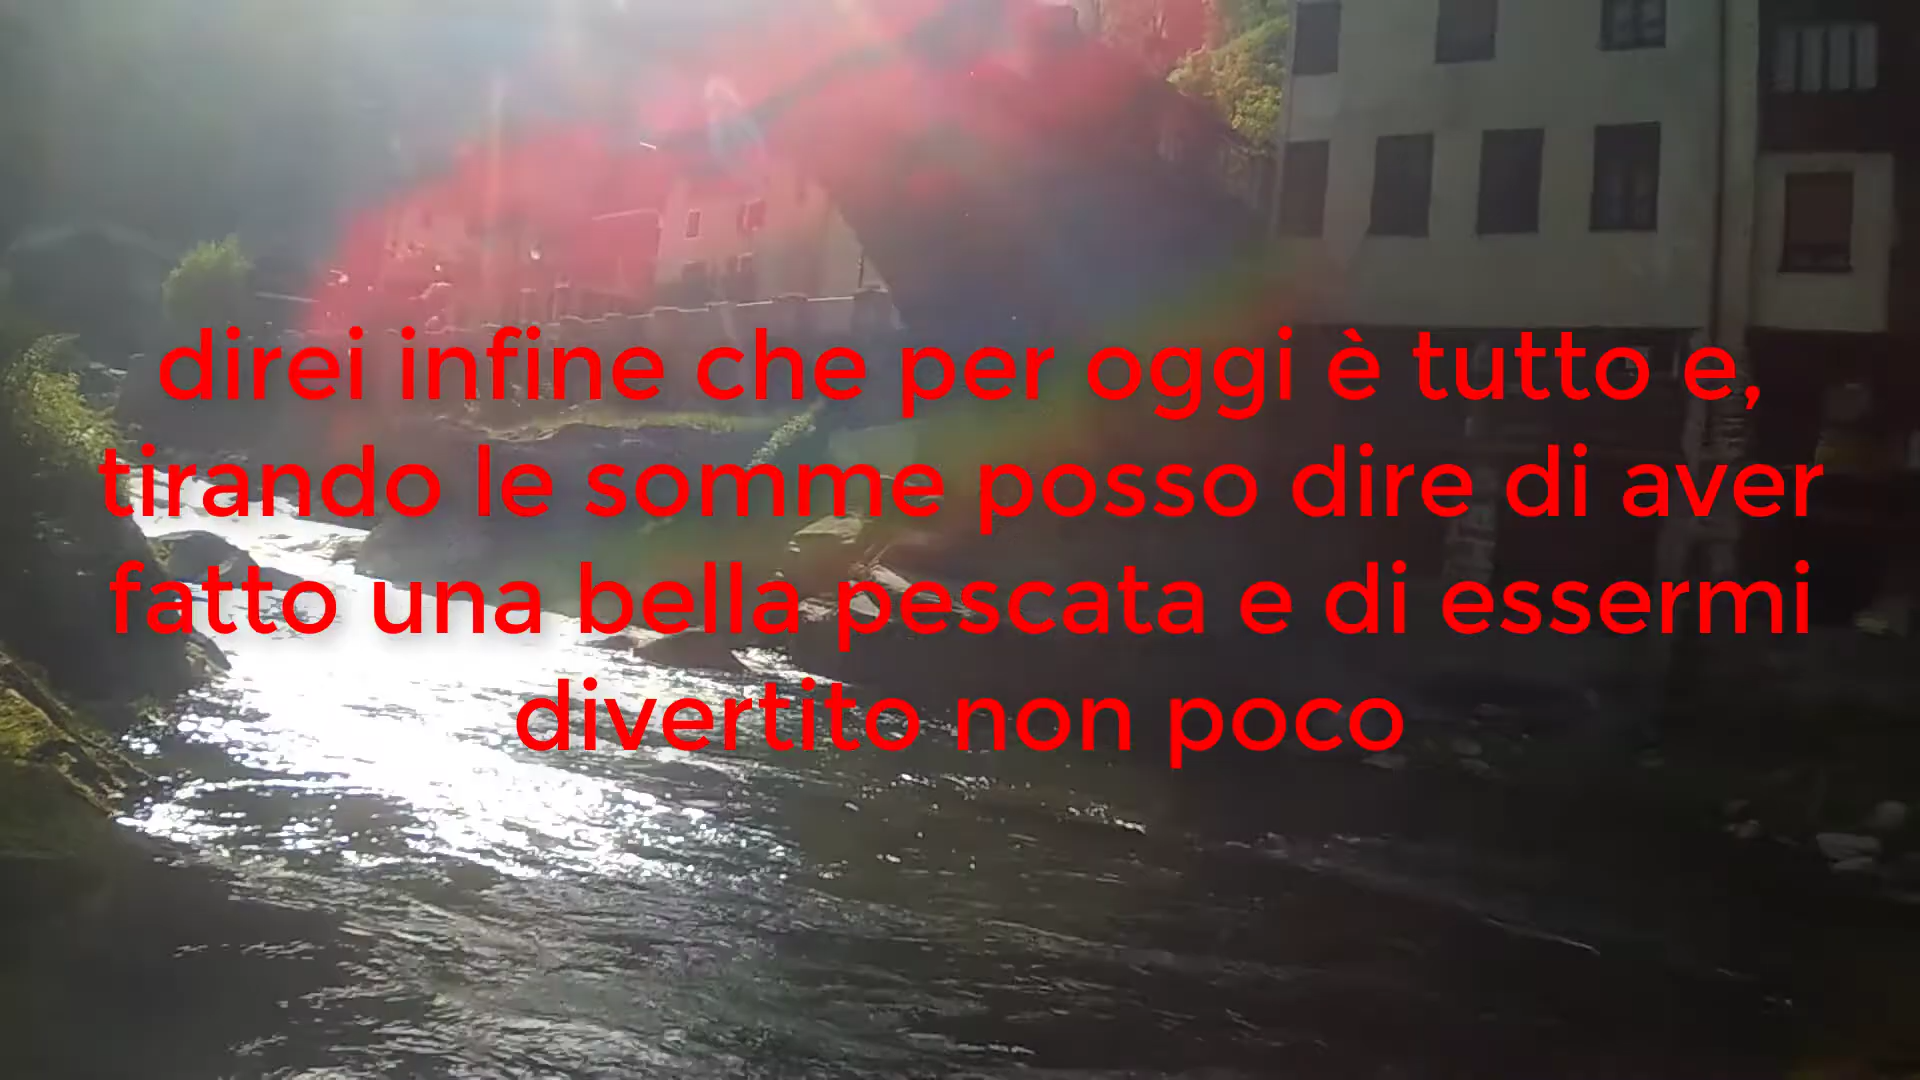 direi infine che per oggi è tutto e,
tirando le somme posso dire di aver
fatto una bella pescata e di essermi
divertito non poco